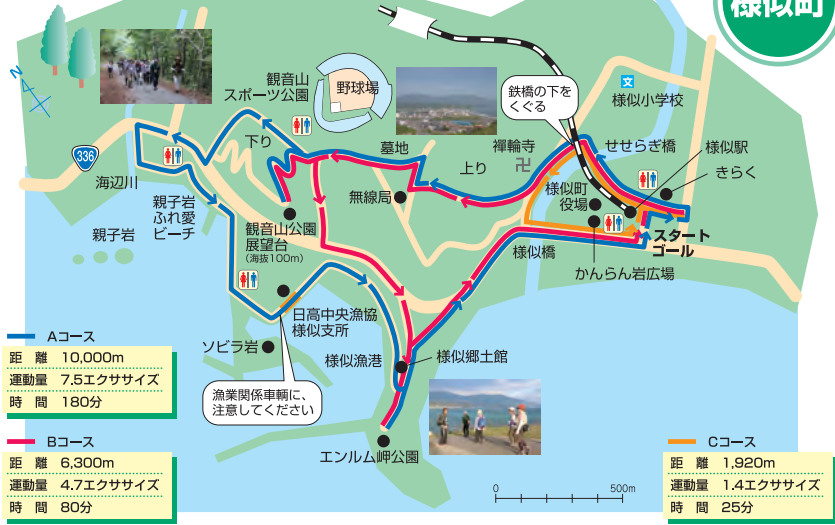 様似町
N
336
観音山
スポーツ公園
野球場
鉄橋の下を
くぐる
文
様似小学校
せせらぎ橋
様似駅
きらく
墓地
禪輪寺
卍
上り
下り
無線局
様似町
役場
海辺川
親子岩
ふれ愛
ビーチ
親子岩
観音山公園
展望台
(海抜100m)
スタート
ゴール
様似橋
かんらん岩広場
日高中央漁協
様似支所
ソビラ岩
様似漁港
様似郷土館
漁業関係車輌に、
注意してください
エンルム岬公園
0 500m
Aコース
距離 10,000m
運動量 7.5エクササイズ
時間 180分
Bコース
距離 6,300m
運動量 4.7エクササイズ
時間 80分
Cコース
距離 1,920m
運動量 1.4エクササイズ
時間 25分